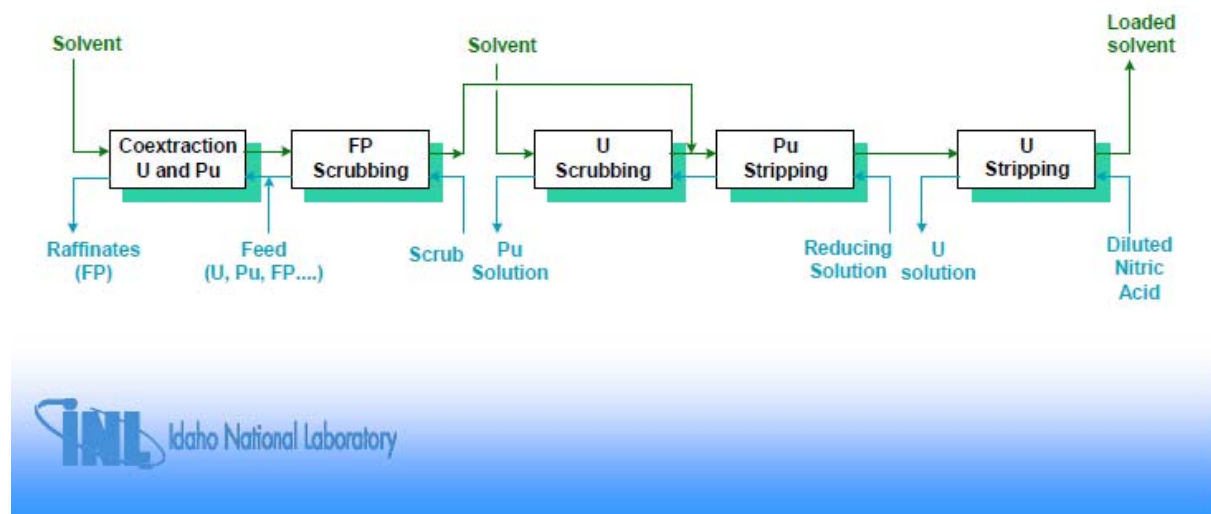 Solvent
Solvent
Loaded
solvent
Coextraction
U and Pu
FP
Scrubbing
U
Scrubbing
Pu
Stripping
U
Stripping
Raffinates
(FP)
Feed
(U, Pu, FP....)
Scrub
Pu
Solution
Reducing
Solution
U
solution
Diluted
Nitric
Acid
INL
Idaho National Laboratory